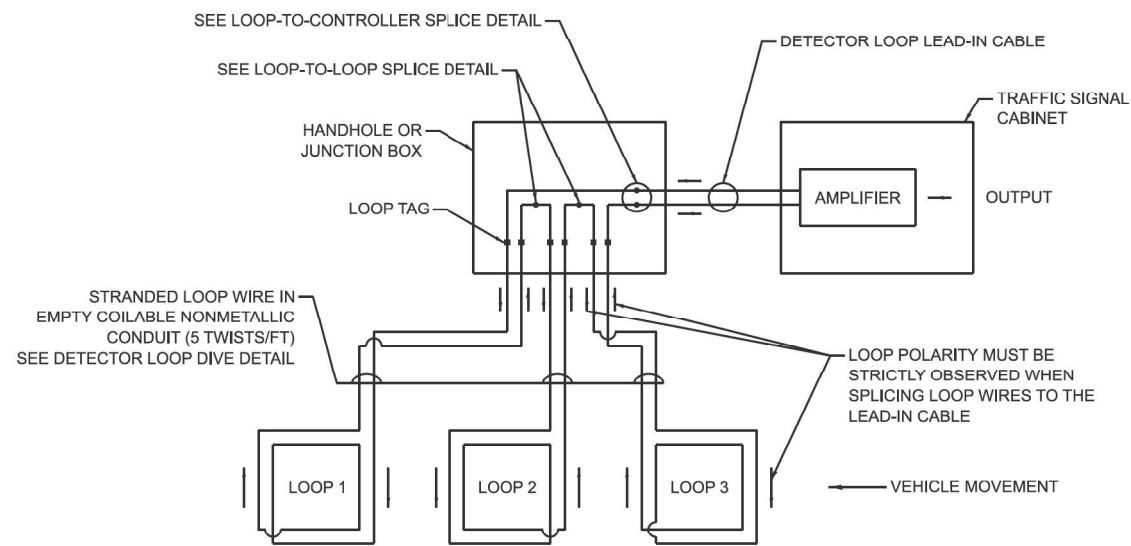 SEE LOOP-TO-CONTROLLER SPLICE DETAIL
DETECTOR LOOP LEAD-IN CABLE
SEE LOOP-TO-LOOP SPLICE DETAIL
TRAFFIC SIGNAL
CABINET
HANDHOLE OR
JUNCTION BOX
AMPLIFIER
OUTPUT
LOOP TAG
STRANDED LOOP WIRE IN
EMPTY COILABLE NONMETALLIC
CONDUIT (5 TWISTS/FT)
SEE DETECTOR LOOP DIVE DETAIL
LOOP POLARITY MUST BE
STRICTLY OBSERVED WHEN
SPLICING LOOP WIRES TO THE
LEAD-IN CABLE
LOOP 1
LOOP 2
LOOP 3
VEHICLE MOVEMENT